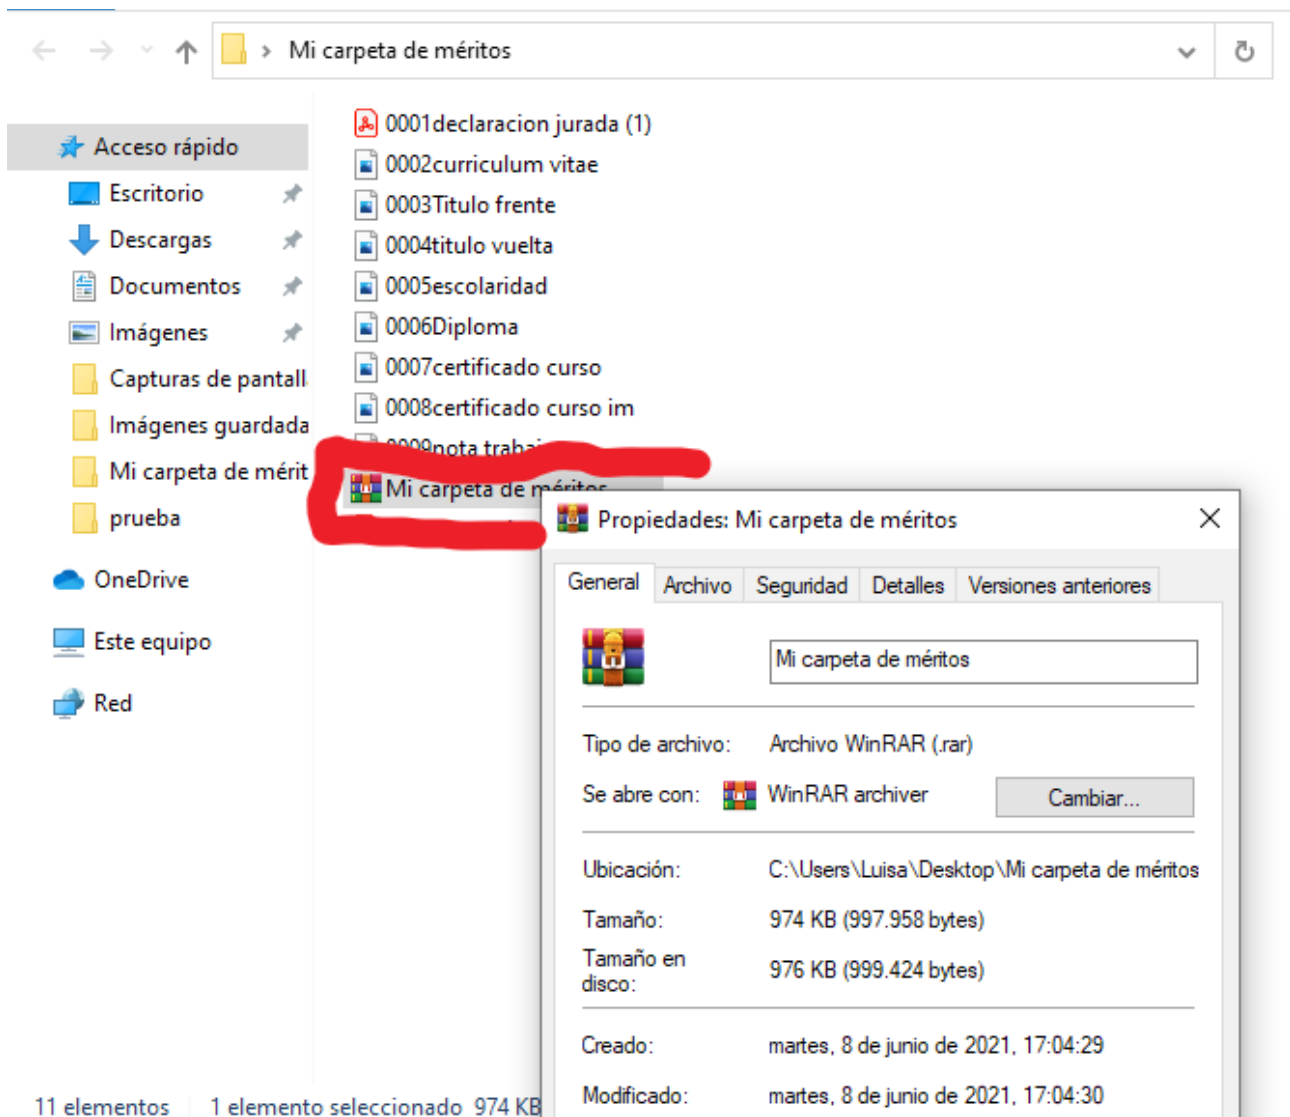 Mi carpeta de méritos
Acceso rápido
Escritorio
Descargas
Documentos
Imágenes
Capturas de pantall
Imágenes guardada
Mi carpeta de mérit
prueba
OneDrive
Este equipo
Red
0001declaracion jurada (1)
0002curriculum vitae
0003Titulo frente
0004titulo vuelta
0005escolaridad
0006Diploma
0007certificado curso
0008certificado curso im
0009nota trabaj
Mi carpeta de méritos
Propiedades: Mi carpeta de méritos
General Archivo Seguridad Detalles Versiones anteriores
Mi carpeta de méritos
Tipo de archivo: Archivo WinRAR (.rar)
Se abre con: WinRAR archiver Cambiar...
Ubicación: C:\Users\Luisa\Desktop\Mi carpeta de méritos
Tamaño: 974 KB (997.958 bytes)
Tamaño en
disco: 976 KB (999.424 bytes)
Creado: martes, 8 de junio de 2021, 17:04:29
Modificado: martes, 8 de junio de 2021, 17:04:30
11 elementos 1 elemento seleccionado 974 KB